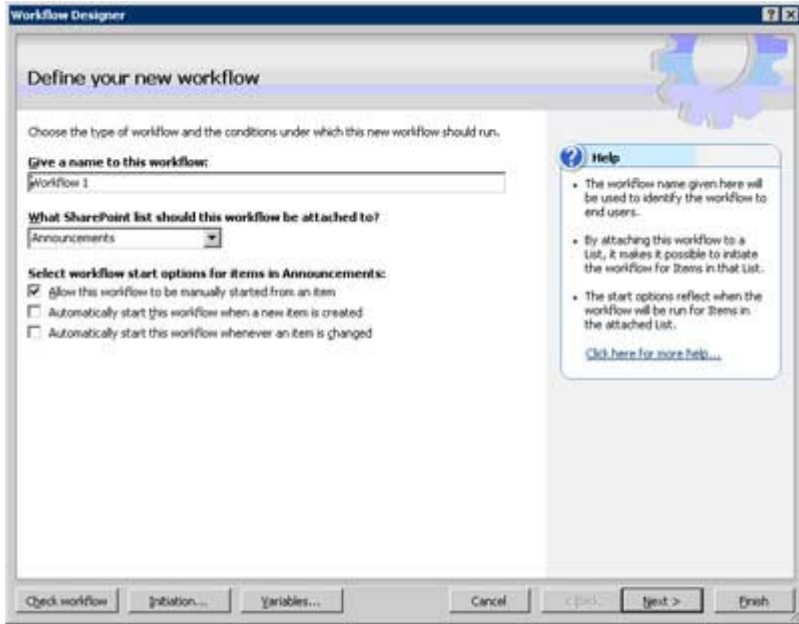 Workflow Designer
Define your new workflow
Choose the type of workflow and the conditions under which this new workflow should run.
Give a name to this workflow:
Workflow 1
What SharePoint list should this workflow be attached to?
Announcements
Select workflow start options for items in Announcements:
Allow this workflow to be manually started from an item
Automatically start this workflow when a new item is created
Automatically start this workflow whenever an item is changed
Help
• The workflow name given here will
be used to identify the workflow to
end users.
• By attaching this workflow to a
List, it makes it possible to initiate
the workflow for Items in that List.
• The start options reflect when the
workflow will be run for Items in
the attached List.
Click here for more help...
Check workflow Initiation... Variables... Cancel < Back Next > Finish